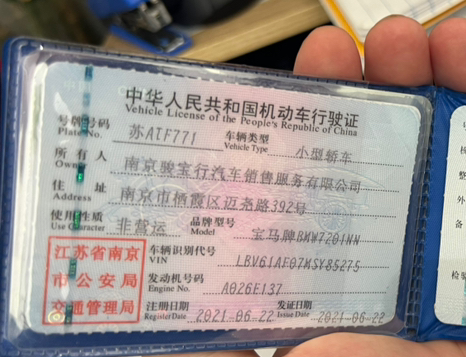 中华人民共和国机动车行驶证
Vehicle License of the People's Republic of China
号牌号码 苏A1F771 车辆类型 小型轿车
Plate No. Vehicle Type
所有人 南京骏宝行汽车销售服务有限公司
Owner
住址 南京市栖霞区迈尧路392号
Address
使用性质 非营运 品牌型号 宝马牌BMW7201NN
Use Character Model
江苏省南京
市公安局
交通管理局
车辆识别代号 LBV61AF07MSY85275
VIN
发动机号码 A026E137
Engine No.
注册日期 2021-06-22 发证日期 2021-06-22
Register Date Issue Date